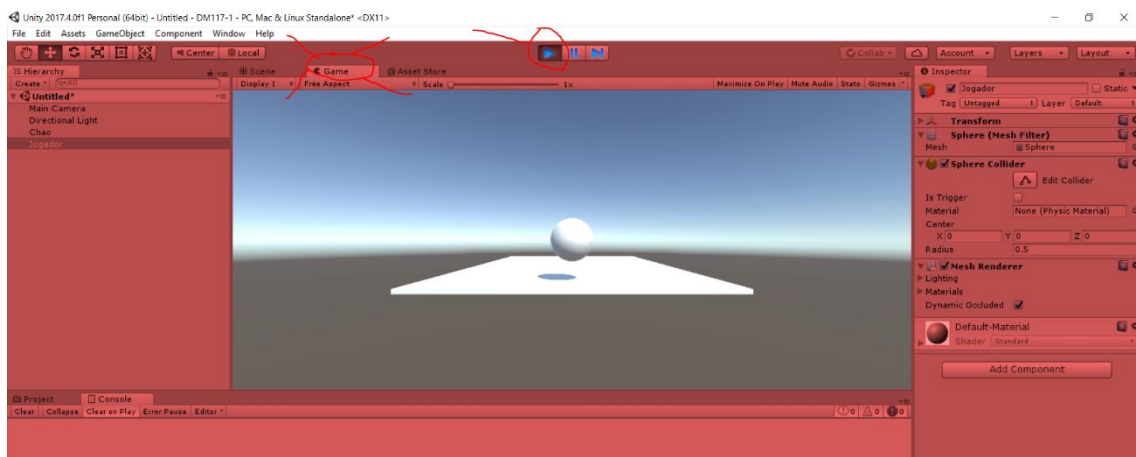 Unity 2017.4.0f1 Personal (64bit) - Untitled - DM117-1 - PC, Mac & Linux Standalone* <DX11>
File Edit Assets GameObject Component Window Help
Center Local Collab Account Layers Layout
Hierarchy Scene Game Asset Store Inspector
Create All Display 1 Free Aspect Scale 1x Maximize On Play Mute Audio Stats Gizmos Jogador Static
Untitled* Tag Untagged Layer Default
Main Camera
Directional Light Transform
Chao Sphere (Mesh Filter)
Jogador Mesh Sphere
Sphere Collider
Edit Collider
Is Trigger
Material None (Physic Material)
Center
X 0 Y 0 Z 0
Radius 0.5
Mesh Renderer
Lighting
Materials
Dynamic Occluded
Default-Material
Shader Standard
Add Component
Project Console
Clear Collapse Clear on Play Error Pause Editor 0 0 0